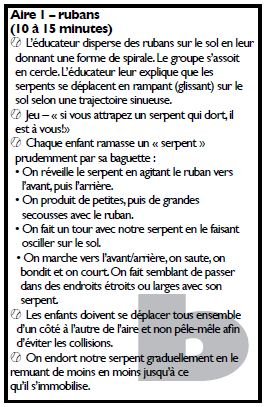 Aire 1 – rubans
(10 à 15 minutes)
L'éducateur disperse des rubans sur le sol en leur
donnant une forme de spirale. Le groupe s'assoit
en cercle. L'éducateur leur explique que les
serpents se déplacent en rampant (glissant) sur le
sol selon une trajectoire sinueuse.
Jeu – « si vous attrapez un serpent qui dort, il
est à vous!»
Chaque enfant ramasse un « serpent »
prudemment par sa baguette :
• On réveille le serpent en agitant le ruban vers
l'avant, puis l'arrière.
• On produit de petites, puis de grandes
secousses avec le ruban.
• On fait un tour avec notre serpent en le faisant
osciller sur le sol.
• On marche vers l'avant/arrière, on saute, on
bondit et on court. On fait semblant de passer
dans des endroits étroits ou larges avec son
serpent.
Les enfants doivent se déplacer tous ensemble
d'un côté à l'autre de l'aire et non pêle-mêle afin
d'éviter les collisions.
On endort notre serpent graduellement en le
remuant de moins en moins jusqu'à ce
qu'il s'immobilise.
b